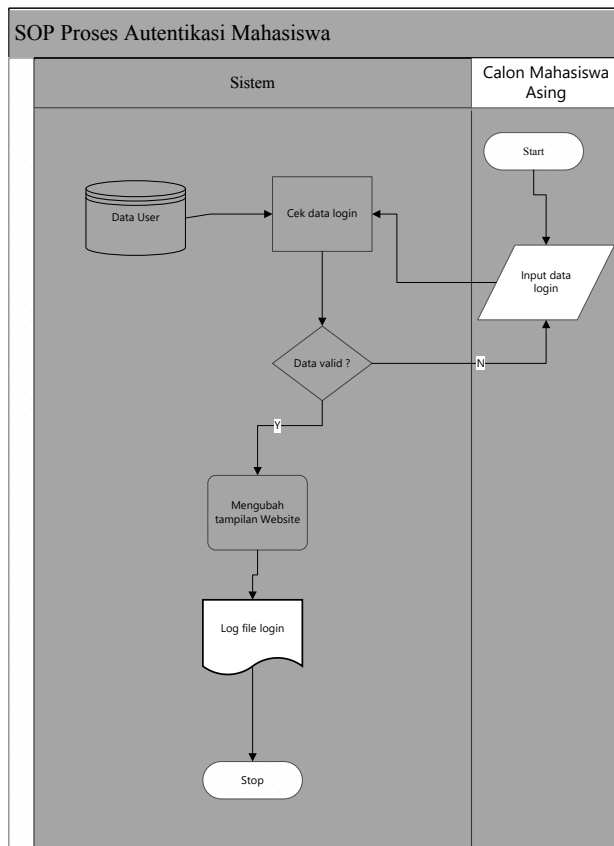 SOP Proses Autentikasi Mahasiswa
Sistem
Calon Mahasiswa
Asing
Start
Data User
Cek data login
Input data
login
Data valid ?
N
Y
Mengubah
tampilan Website
Log file login
Stop